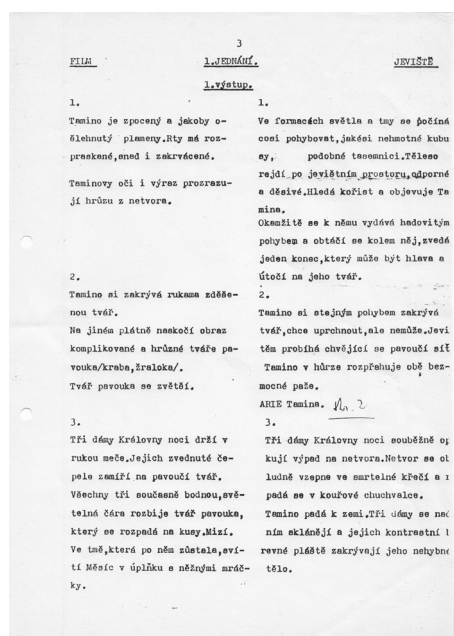 3
FILM 1.JEDNÁNÍ. JEVIŠTĚ
1.výstup.
1.
Tamino je zpocený a jakoby o-
šlehnutý plameny.Rty má roz-
praskané,snad i zakrvácené.
Taminovy oči i výraz prozrazu-
jí hrůzu z netvora.
2.
Tamino si zakrývá rukama zděše-
nou tvář.
Na jiném plátně naskočí obraz
komplikované a hrůzné tváře pa-
vouka/kraba,žraloka/.
Tvář pavouka se zvětší.
3.
Tři dámy Královny noci drží v
rukou meče.Jejich zvednuté če-
pele zamíří na pavoučí tvář.
Všechny tři současně bodnou,svě-
telná čára rozbije tvář pavouka,
který se rozpadá na kusy.Mizí.
Ve tmě,která po něm zůstala,sví-
tí Měsíc v úplňku s něžnými mráč-
ky.
1.
Ve formacách světla a tmy se počíná
cosi pohybovat,jakési nehmotné kubu
sy, podobné tasemnici.Těleso
rejdí po jevištním prostoru,odporné
a děsivé.Hledá kořist a objevuje Ta
mina.
Okamžitě se k němu vydává hadovitým
pohybem a obtáčí se kolem něj,zvedá
jeden konec,který může být hlava a
útočí na jeho tvář.
2.
Tamino si stejným pohybem zakrývá
tvář,chce uprchnout,ale nemůže.Jevi
těm probíhá chvějící se pavoučí síť
Tamino v hůrze rozpřahuje obě bez-
mocné paže.
ARIE Tamina. No. 2
3.
Tři dámy Královny noci souběžně op
kují výpad na netvora.Netvor se ob
ludně vzepne ve smrtelné křečí a
padá se v kouřové chuchvalce.
Tamino padá k zemi.Tři dámy se nad
ním sklánějí a jejich kontrastní b
revné pláště zakrývají jeho nehybné
tělo.